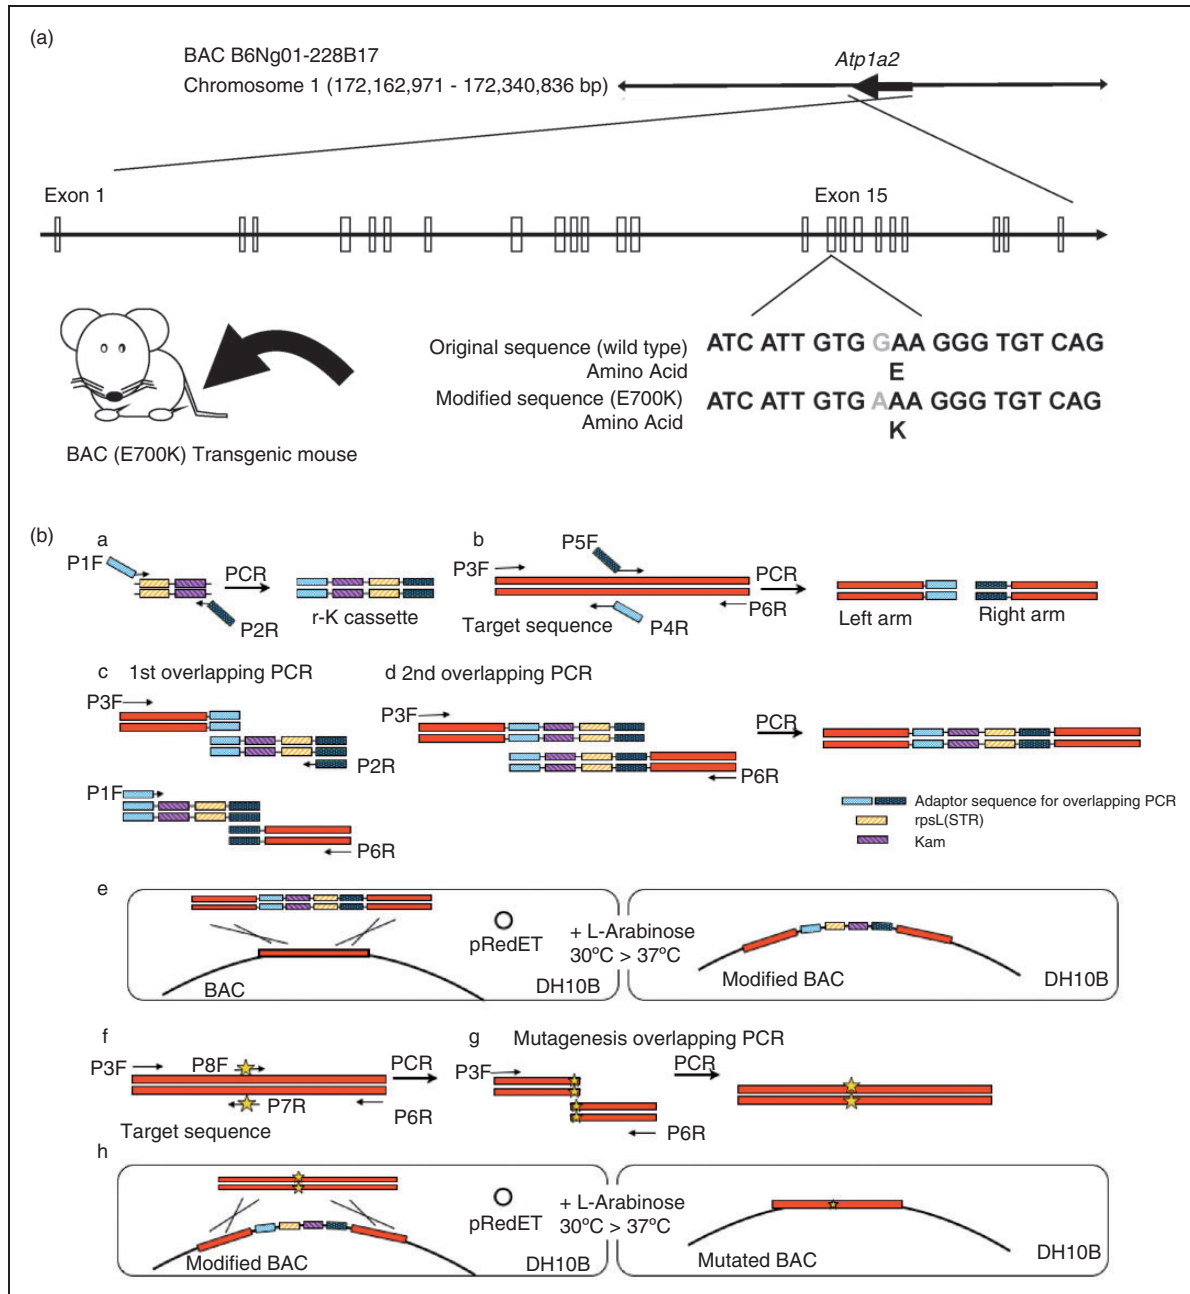 (a)
BAC B6Ng01-228B17
Chromosome 1 (172,162,971 - 172,340,836 bp)
Atp1a2
Exon 1
Exon 15
Original sequence (wild type)
ATC ATT GTG GAA GGG TGT CAG
Amino Acid
E
Modified sequence (E700K)
ATC ATT GTG AAA GGG TGT CAG
Amino Acid
K
BAC (E700K) Transgenic mouse
(b)
a
P1F
PCR
P2R
r-K cassette
b
P5F
P3F
PCR
P6R
Target sequence
P4R
Left arm
Right arm
c 1st overlapping PCR
P3F
P2R
P1F
P6R
d 2nd overlapping PCR
P3F
P6R
PCR
Adaptor sequence for overlapping PCR
rpsL(STR)
Kam
e
BAC
pRedET
DH10B
+ L-Arabinose
30°C > 37°C
Modified BAC
DH10B
f
P3F
P8F
PCR
P7R
P6R
Target sequence
g Mutagenesis overlapping PCR
P3F
PCR
P6R
h
Modified BAC
pRedET
DH10B
+ L-Arabinose
30°C > 37°C
Mutated BAC
DH10B